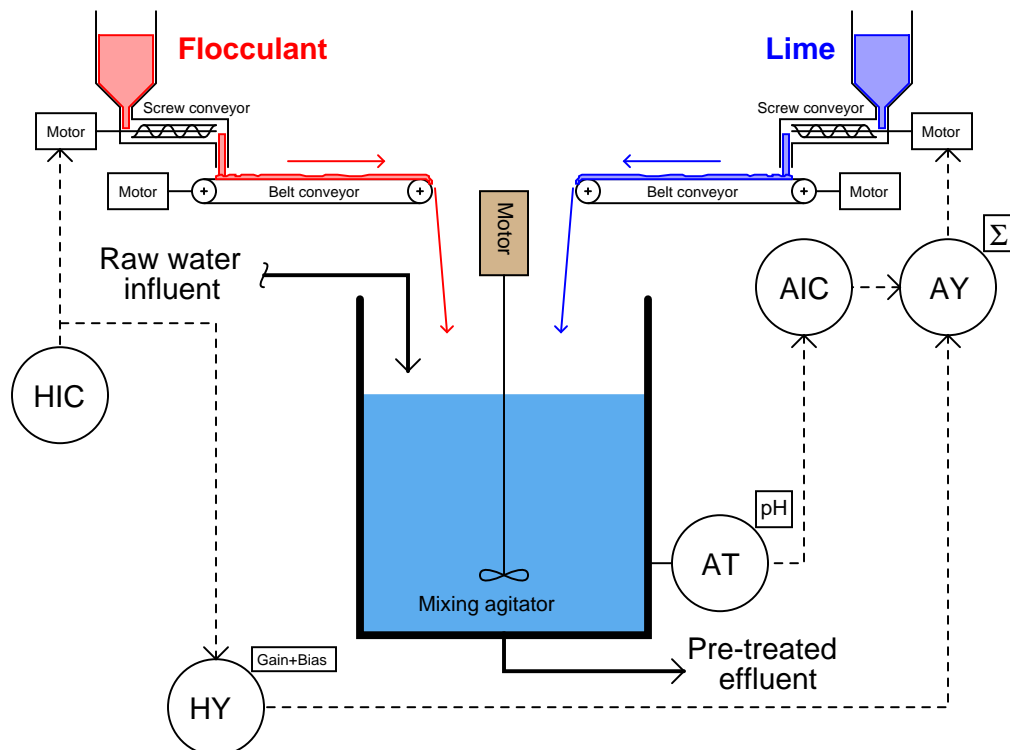 Flocculant
Lime
Screw conveyor
Screw conveyor
Motor
Motor
Motor
+
Belt conveyor
+
+
Belt conveyor
+
Motor
Motor
Σ
Raw water
influent
AIC
AY
HIC
pH
AT
Mixing agitator
Gain+Bias
HY
Pre-treated
effluent